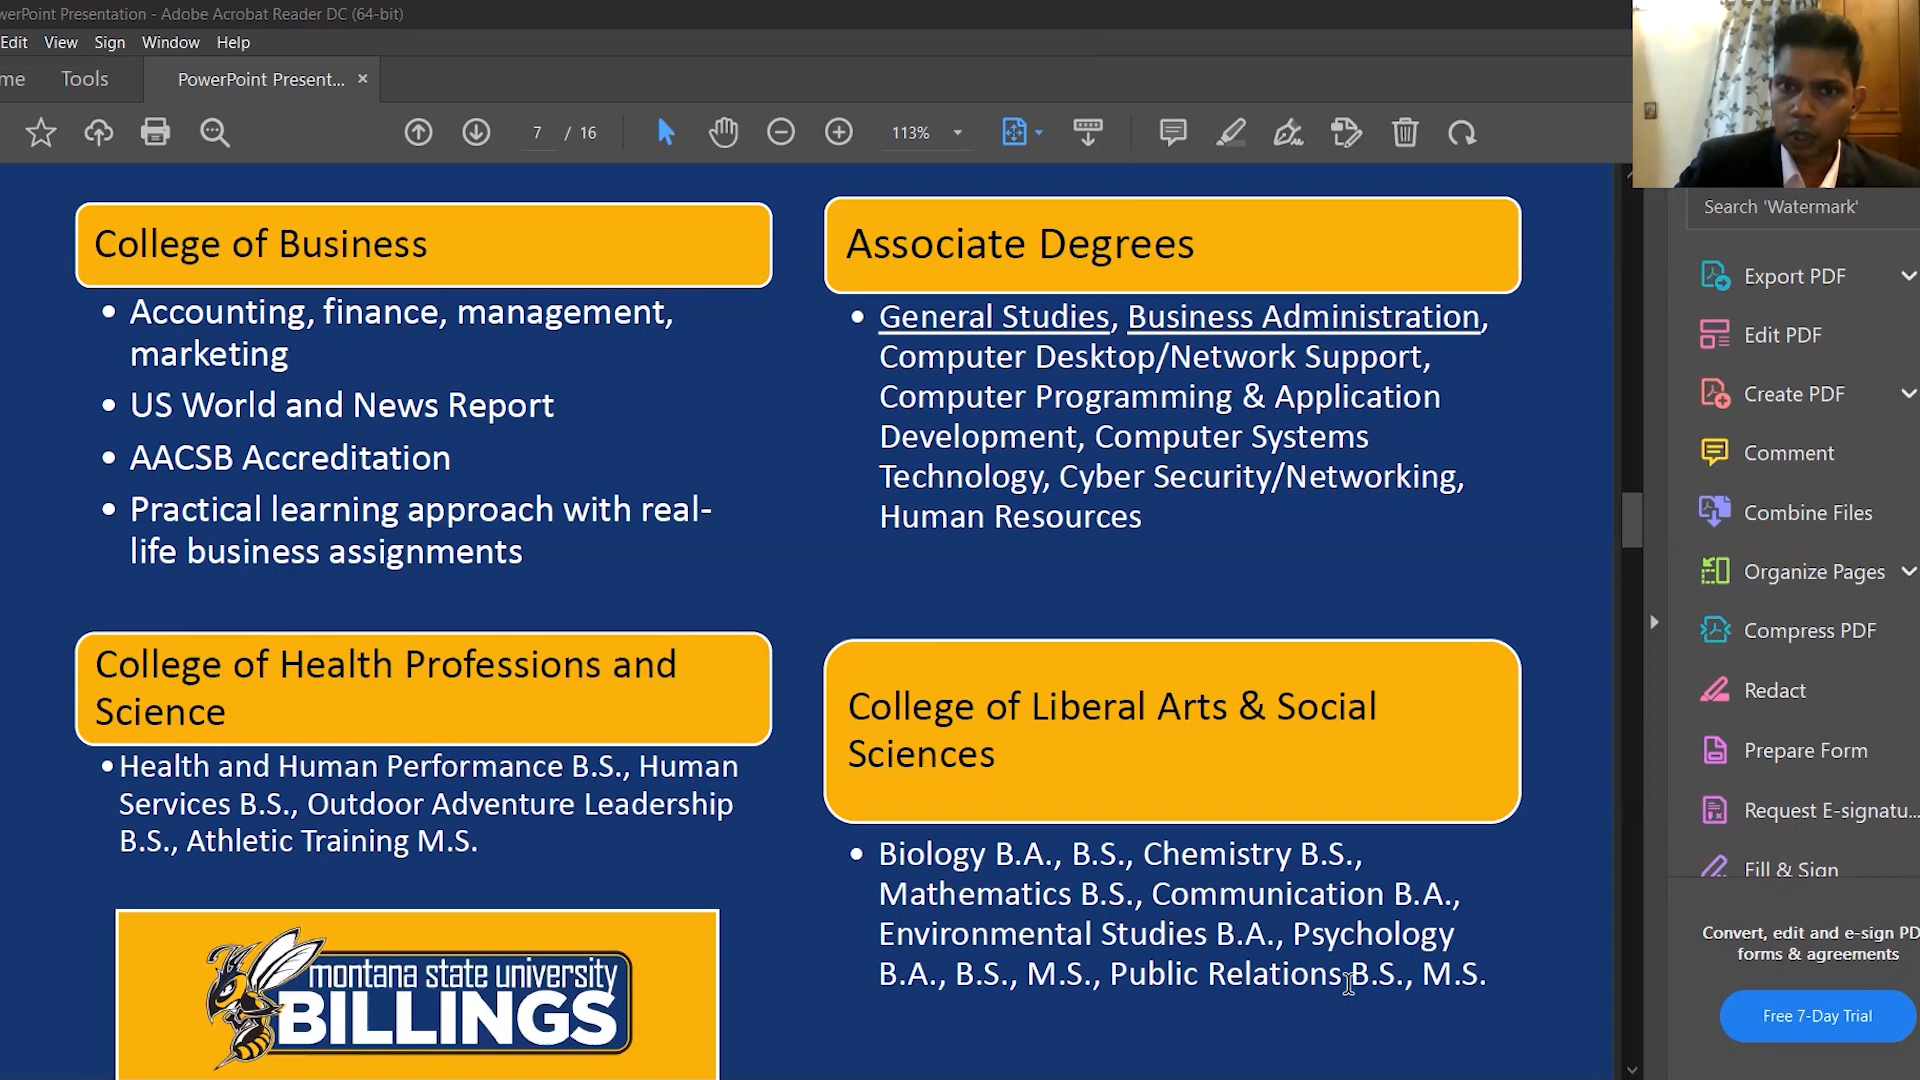 werPoint Presentation - Adobe Acrobat Reader DC (64-bit)
Edit View Sign Window Help
me Tools PowerPoint Present... ×
7 / 16 113%
College of Business
• Accounting, finance, management,
marketing
• US World and News Report
• AACSB Accreditation
• Practical learning approach with real-
life business assignments
Associate Degrees
• General Studies, Business Administration,
Computer Desktop/Network Support,
Computer Programming & Application
Development, Computer Systems
Technology, Cyber Security/Networking,
Human Resources
College of Health Professions and
Science
• Health and Human Performance B.S., Human
Services B.S., Outdoor Adventure Leadership
B.S., Athletic Training M.S.
College of Liberal Arts & Social
Sciences
• Biology B.A., B.S., Chemistry B.S.,
Mathematics B.S., Communication B.A.,
Environmental Studies B.A., Psychology
B.A., B.S., M.S., Public Relations B.S., M.S.
montana state university
BILLINGS
Search 'Watermark'
Export PDF
Edit PDF
Create PDF
Comment
Combine Files
Organize Pages
Compress PDF
Redact
Prepare Form
Request E-signatu...
Fill & Sign
Convert, edit and e-sign PD
forms & agreements
Free 7-Day Trial